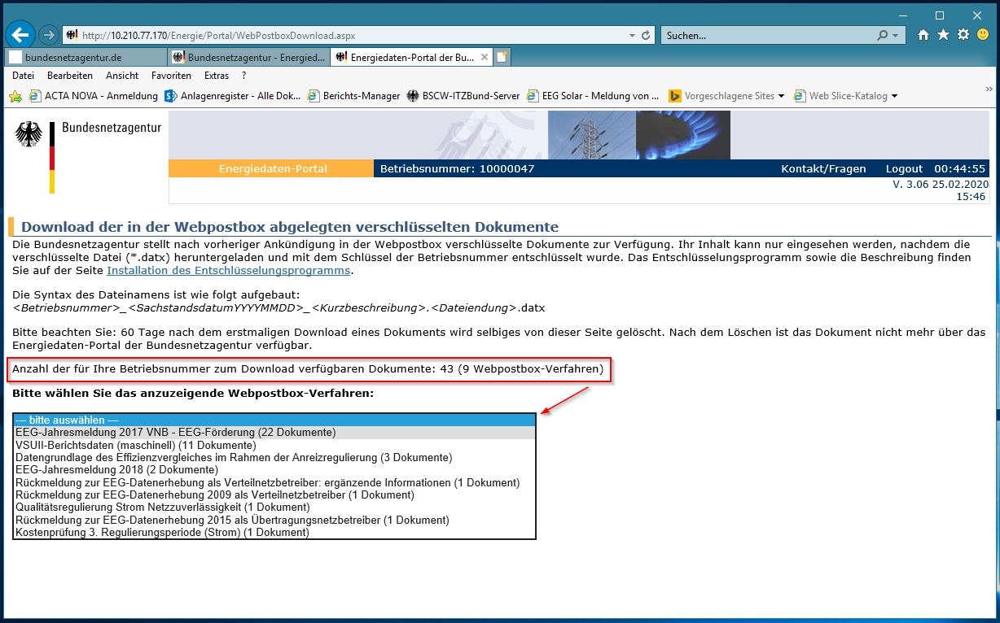 http://10.210.77.170/Energie/Portal/WebPostboxDownload.aspx
Suchen...
bundesnetzagentur.de
Bundesnetzagentur - Energied...
Energiedaten-Portal der Bu...
Datei Bearbeiten Ansicht Favoriten Extras ?
ACTA NOVA - Anmeldung Anlagenregister - Alle Dok... Berichts-Manager BSCW-ITZBund-Server EEG Solar - Meldung von ... Vorgeschlagene Sites Web Slice-Katalog
Bundesnetzagentur
Energiedaten-Portal Betriebsnummer: 10000047 Kontakt/Fragen Logout 00:44:55
V. 3.06 25.02.2020
15:46
Download der in der Webpostbox abgelegten verschlüsselten Dokumente
Die Bundesnetzagentur stellt nach vorheriger Ankündigung in der Webpostbox verschlüsselte Dokumente zur Verfügung. Ihr Inhalt kann nur eingesehen werden, nachdem die
verschlüsselte Datei (*.datx) heruntergeladen und mit dem Schlüssel der Betriebsnummer entschlüsselt wurde. Das Entschlüsselungsprogramm sowie die Beschreibung finden
Sie auf der Seite Installation des Entschlüsselungsprogramms.
Die Syntax des Dateinamens ist wie folgt aufgebaut:
<Betriebsnummer>_<SachstandsdatumYYYYMMDD>_<Kurzbeschreibung>.<Dateiendung>.datx
Bitte beachten Sie: 60 Tage nach dem erstmaligen Download eines Dokuments wird selbiges von dieser Seite gelöscht. Nach dem Löschen ist das Dokument nicht mehr über das
Energiedaten-Portal der Bundesnetzagentur verfügbar.
Anzahl der für Ihre Betriebsnummer zum Download verfügbaren Dokumente: 43 (9 Webpostbox-Verfahren)
Bitte wählen Sie das anzuzeigende Webpostbox-Verfahren:
--- bitte auswählen ---
EEG-Jahresmeldung 2017 VNB - EEG-Förderung (22 Dokumente)
VSUII-Berichtsdaten (maschinell) (11 Dokumente)
Datengrundlage des Effizienzvergleiches im Rahmen der Anreizregulierung (3 Dokumente)
EEG-Jahresmeldung 2018 (2 Dokumente)
Rückmeldung zur EEG-Datenerhebung als Verteilnetzbetreiber: ergänzende Informationen (1 Dokument)
Rückmeldung zur EEG-Datenerhebung 2009 als Verteilnetzbetreiber (1 Dokument)
Qualitätsregulierung Strom Netzzuverlässigkeit (1 Dokument)
Rückmeldung zur EEG-Datenerhebung 2015 als Übertragungsnetzbetreiber (1 Dokument)
Kostenprüfung 3. Regulierungsperiode (Strom) (1 Dokument)